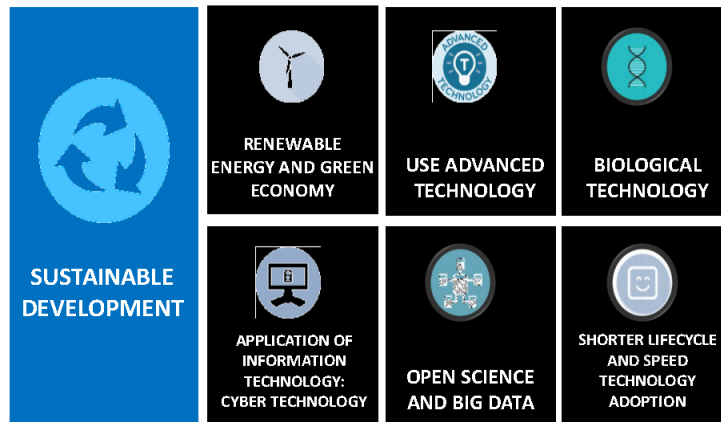 SUSTAINABLE
DEVELOPMENT
RENEWABLE
ENERGY AND GREEN
ECONOMY
ADVANCED
T
TECHNOLOGY
USE ADVANCED
TECHNOLOGY
BIOLOGICAL
TECHNOLOGY
APPLICATION OF
INFORMATION
TECHNOLOGY:
CYBER TECHNOLOGY
OPEN SCIENCE
AND BIG DATA
SHORTER LIFECYCLE
AND SPEED
TECHNOLOGY
ADOPTION